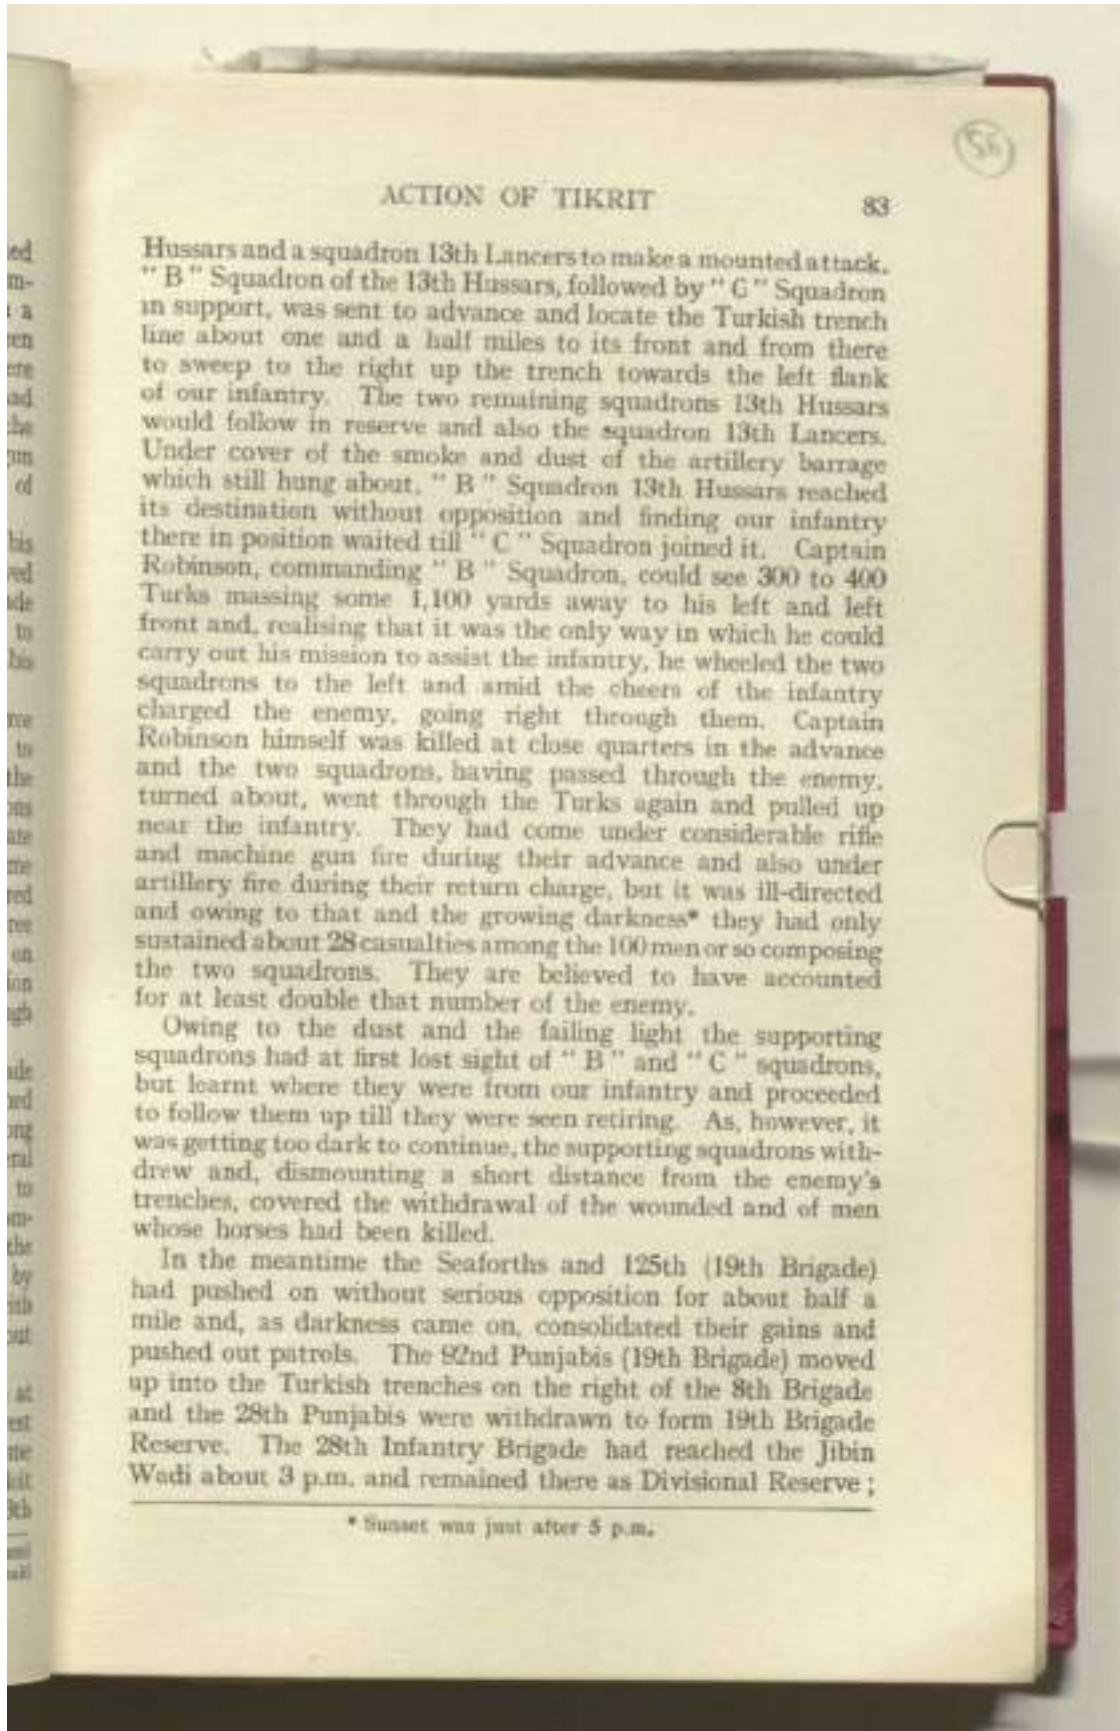 ACTION OF TIKRIT 83
Hussars and a squadron 13th Lancers to make a mounted attack.
" B " Squadron of the 13th Hussars, followed by " C " Squadron
in support, was sent to advance and locate the Turkish trench
line about one and a half miles to its front and from there
to sweep to the right up the trench towards the left flank
of our infantry. The two remaining squadrons 13th Hussars
would follow in reserve and also the squadron 13th Lancers.
Under cover of the smoke and dust of the artillery barrage
which still hung about, " B " Squadron 13th Hussars reached
its destination without opposition and finding our infantry
there in position waited till " C " Squadron joined it. Captain
Robinson, commanding " B " Squadron, could see 300 to 400
Turks massing some 1,100 yards away to his left and left
front and, realising that it was the only way in which he could
carry out his mission to assist the infantry, he wheeled the two
squadrons to the left and amid the cheers of the infantry
charged the enemy, going right through them. Captain
Robinson himself was killed at close quarters in the advance
and the two squadrons, having passed through the enemy,
turned about, went through the Turks again and pulled up
near the infantry. They had come under considerable rifle
and machine gun fire during their advance and also under
artillery fire during their return charge, but it was ill-directed
and owing to that and the growing darkness* they had only
sustained about 28 casualties among the 100 men or so composing
the two squadrons. They are believed to have accounted
for at least double that number of the enemy.
Owing to the dust and the failing light the supporting
squadrons had at first lost sight of " B " and " C " squadrons,
but learnt where they were from our infantry and proceeded
to follow them up till they were seen retiring. As, however, it
was getting too dark to continue, the supporting squadrons with-
drew and, dismounting a short distance from the enemy's
trenches, covered the withdrawal of the wounded and of men
whose horses had been killed.
In the meantime the Seaforths and 125th (19th Brigade)
had pushed on without serious opposition for about half a
mile and, as darkness came on, consolidated their gains and
pushed out patrols. The 92nd Punjabis (19th Brigade) moved
up into the Turkish trenches on the right of the 8th Brigade
and the 28th Punjabis were withdrawn to form 19th Brigade
Reserve. The 28th Infantry Brigade had reached the Jibin
Wadi about 3 p.m. and remained there as Divisional Reserve ;
* Sunset was just after 5 p.m.